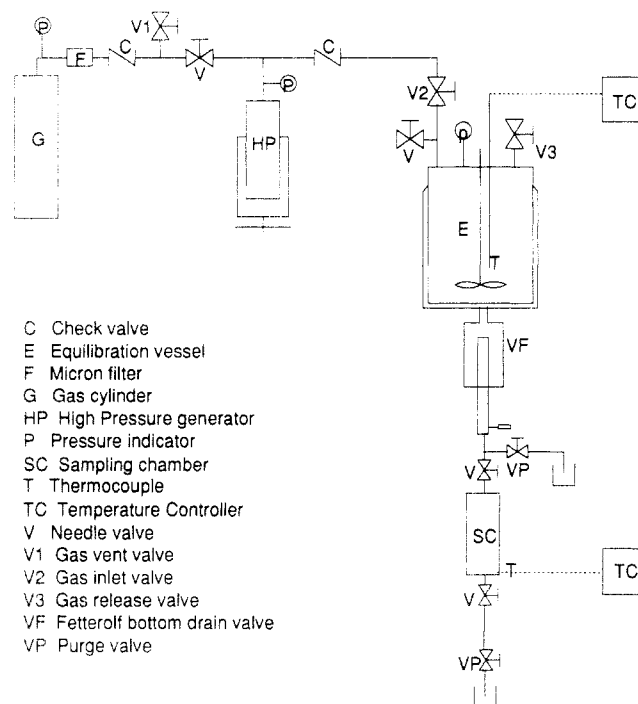 P
V1
C
F
V
C
P
G
HP
V2
TC
V
P
V3
E
T
C Check valve
E Equilibration vessel
F Micron filter
G Gas cylinder
HP High Pressure generator
P Pressure indicator
SC Sampling chamber
T Thermocouple
TC Temperature Controller
V Needle valve
V1 Gas vent valve
V2 Gas inlet valve
V3 Gas release valve
VF Fetterolf bottom drain valve
VP Purge valve
VF
V
VP
SC
T
TC
V
VP